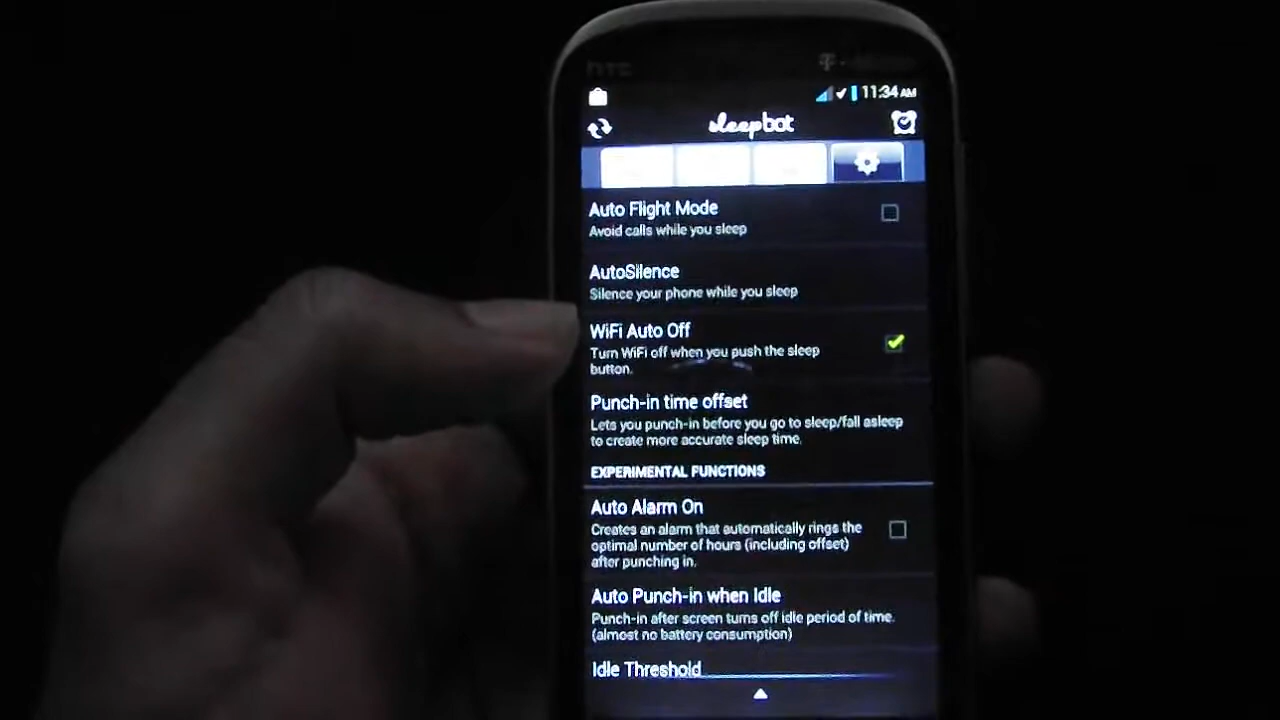 hTC
11:34 AM
sleepbot
Auto Flight Mode
Avoid calls while you sleep
AutoSilence
Silence your phone while you sleep
WiFi Auto Off
Turn WiFi off when you push the sleep
button.
Punch-in time offset
Lets you punch-in before you go to sleep/fall asleep
to create more accurate sleep time.
EXPERIMENTAL FUNCTIONS
Auto Alarm On
Creates an alarm that automatically rings the
optimal number of hours (including offset)
after punching in.
Auto Punch-in when Idle
Punch-in after screen turns off idle period of time.
(almost no battery consumption)
Idle Threshold